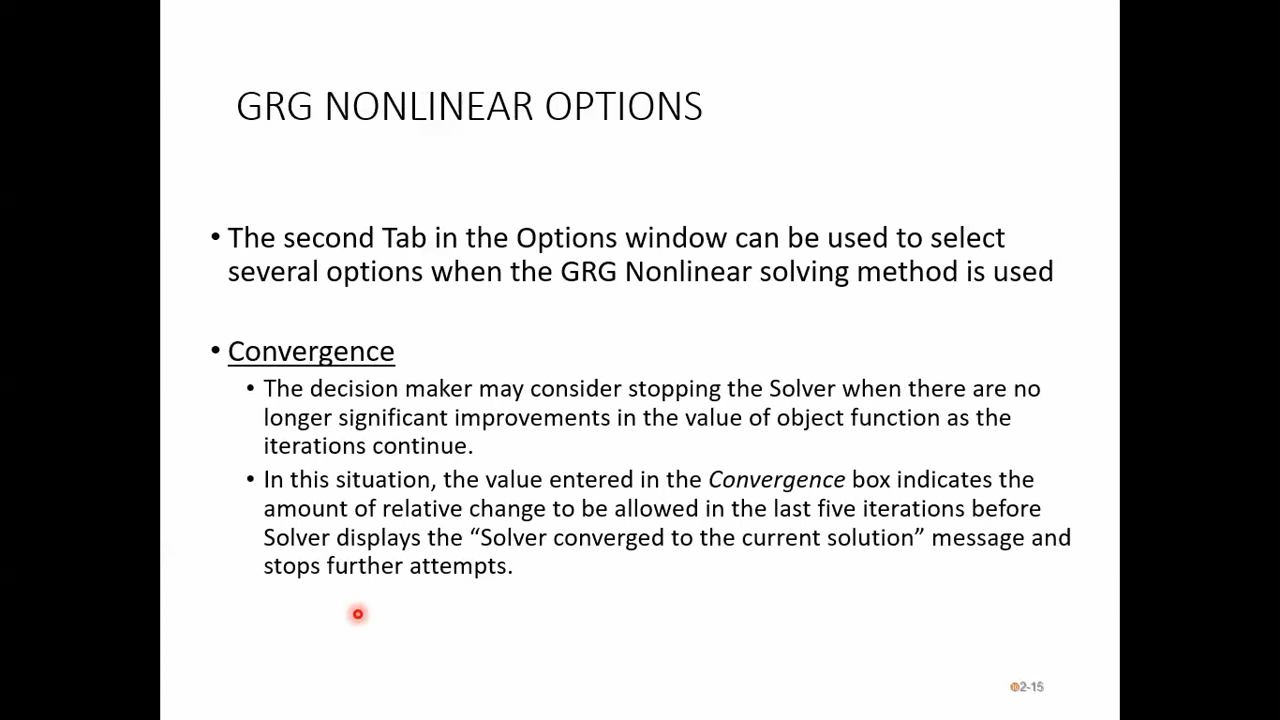 GRG NONLINEAR OPTIONS
• The second Tab in the Options window can be used to select
several options when the GRG Nonlinear solving method is used
• Convergence
• The decision maker may consider stopping the Solver when there are no
longer significant improvements in the value of object function as the
iterations continue.
• In this situation, the value entered in the Convergence box indicates the
amount of relative change to be allowed in the last five iterations before
Solver displays the “Solver converged to the current solution” message and
stops further attempts.
2-15